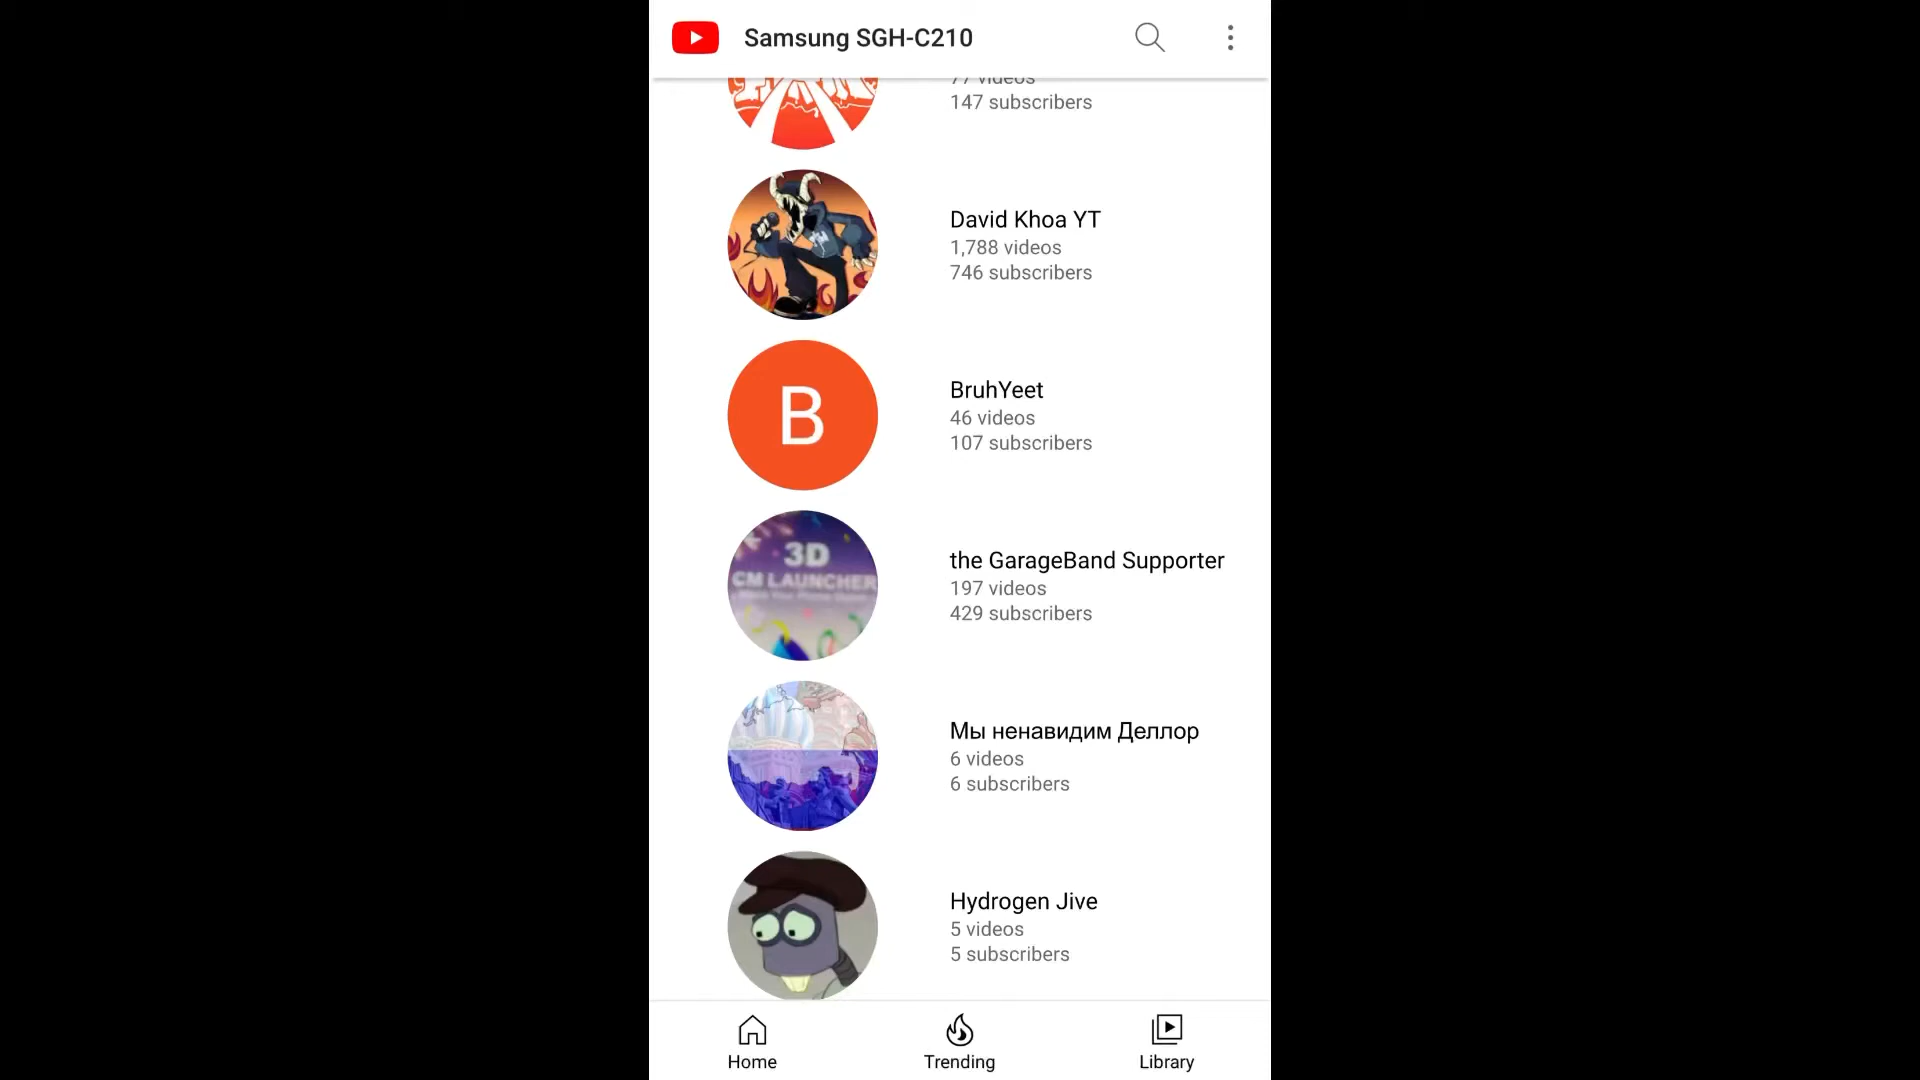 Samsung SGH-C210
77 videos
147 subscribers
David Khoa YT
1,788 videos
746 subscribers
B
BruhYeet
46 videos
107 subscribers
3D
CM LAUNCHER
the GarageBand Supporter
197 videos
429 subscribers
Мы ненавидим Деллор
6 videos
6 subscribers
Hydrogen Jive
5 videos
5 subscribers
Home
Trending
Library